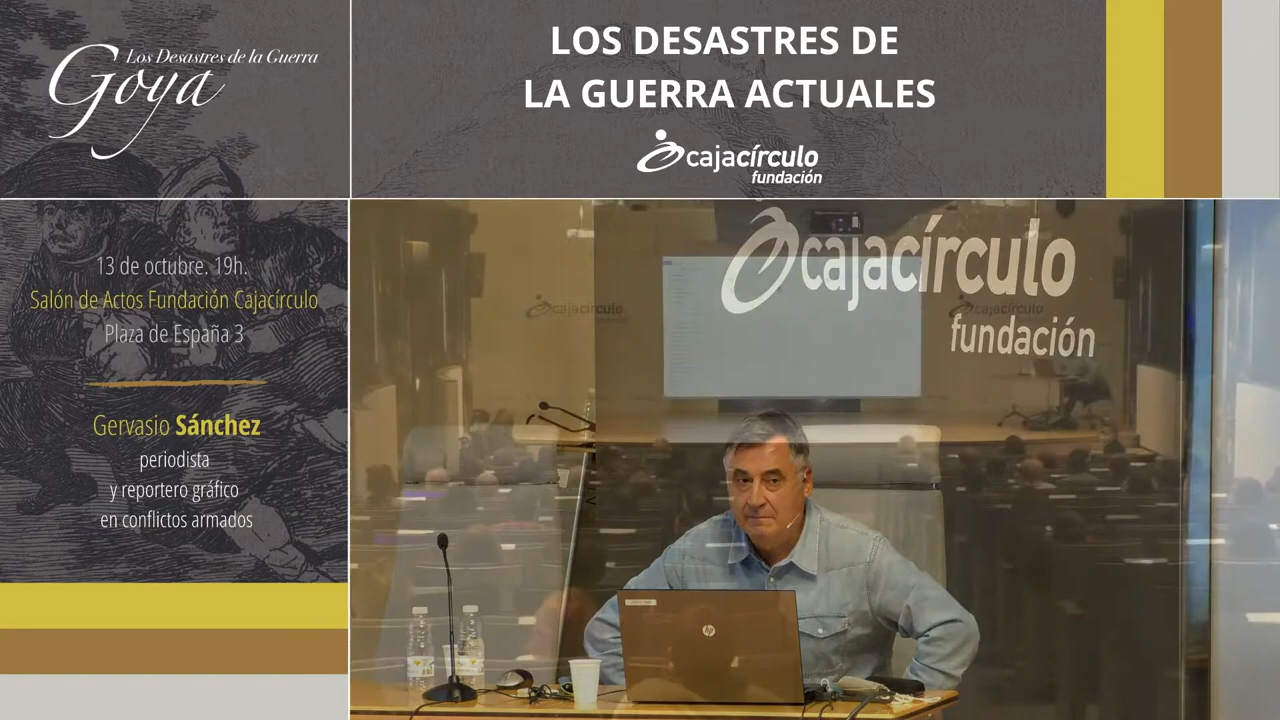 Los Desastres de la Guerra
Goya
LOS DESASTRES DE
LA GUERRA ACTUALES
cajacírculo
fundación
13 de octubre. 19h.
Salón de Actos Fundación Cajacírculo
Plaza de España 3
Gervasio Sánchez
periodista
y reportero gráfico
en conflictos armados
cajacírculo
fundación
cajacírculo
cajacírculo
hp